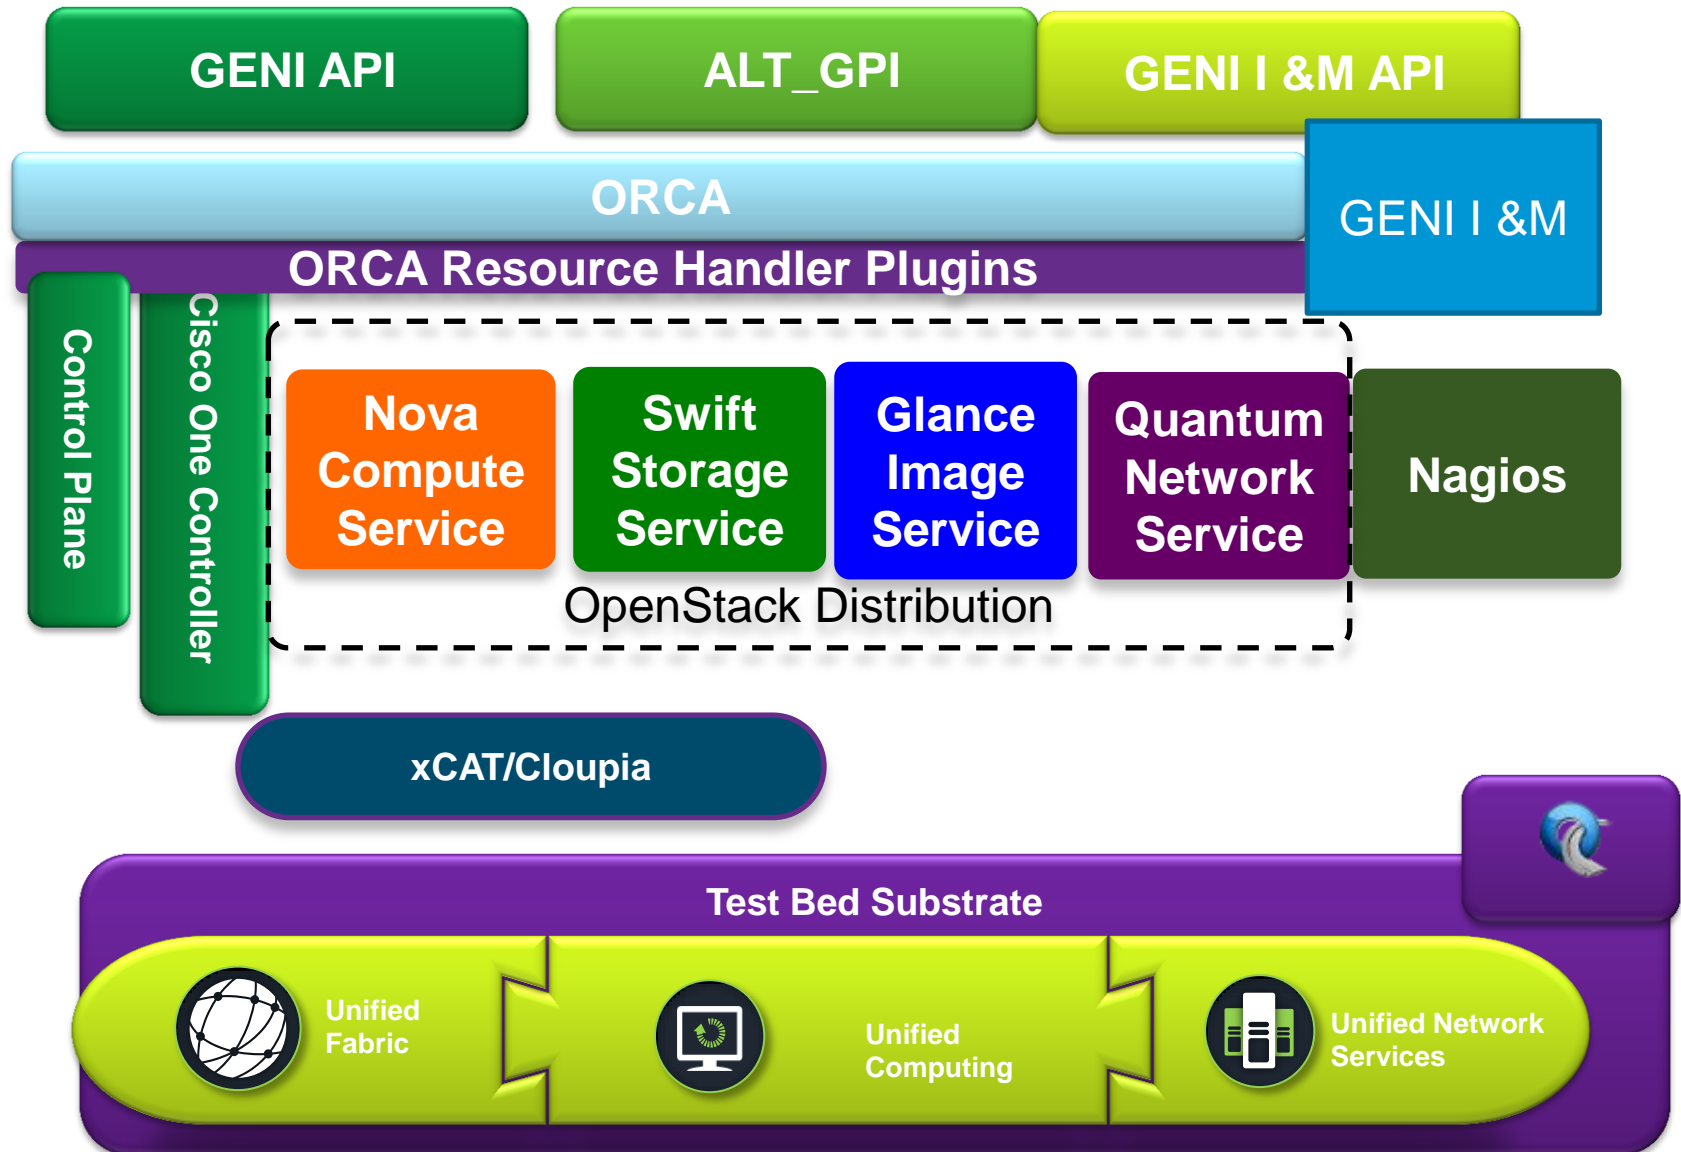 GENI API
ALT_GPI
GENI I &M API
ORCA
GENI I &M
ORCA Resource Handler Plugins
Control Plane
Cisco One Controller
Nova
Compute
Service
Swift
Storage
Service
Glance
Image
Service
Quantum
Network
Service
Nagios
OpenStack Distribution
xCAT/Cloupia
Test Bed Substrate
Unified
Fabric
Unified
Computing
Unified Network
Services